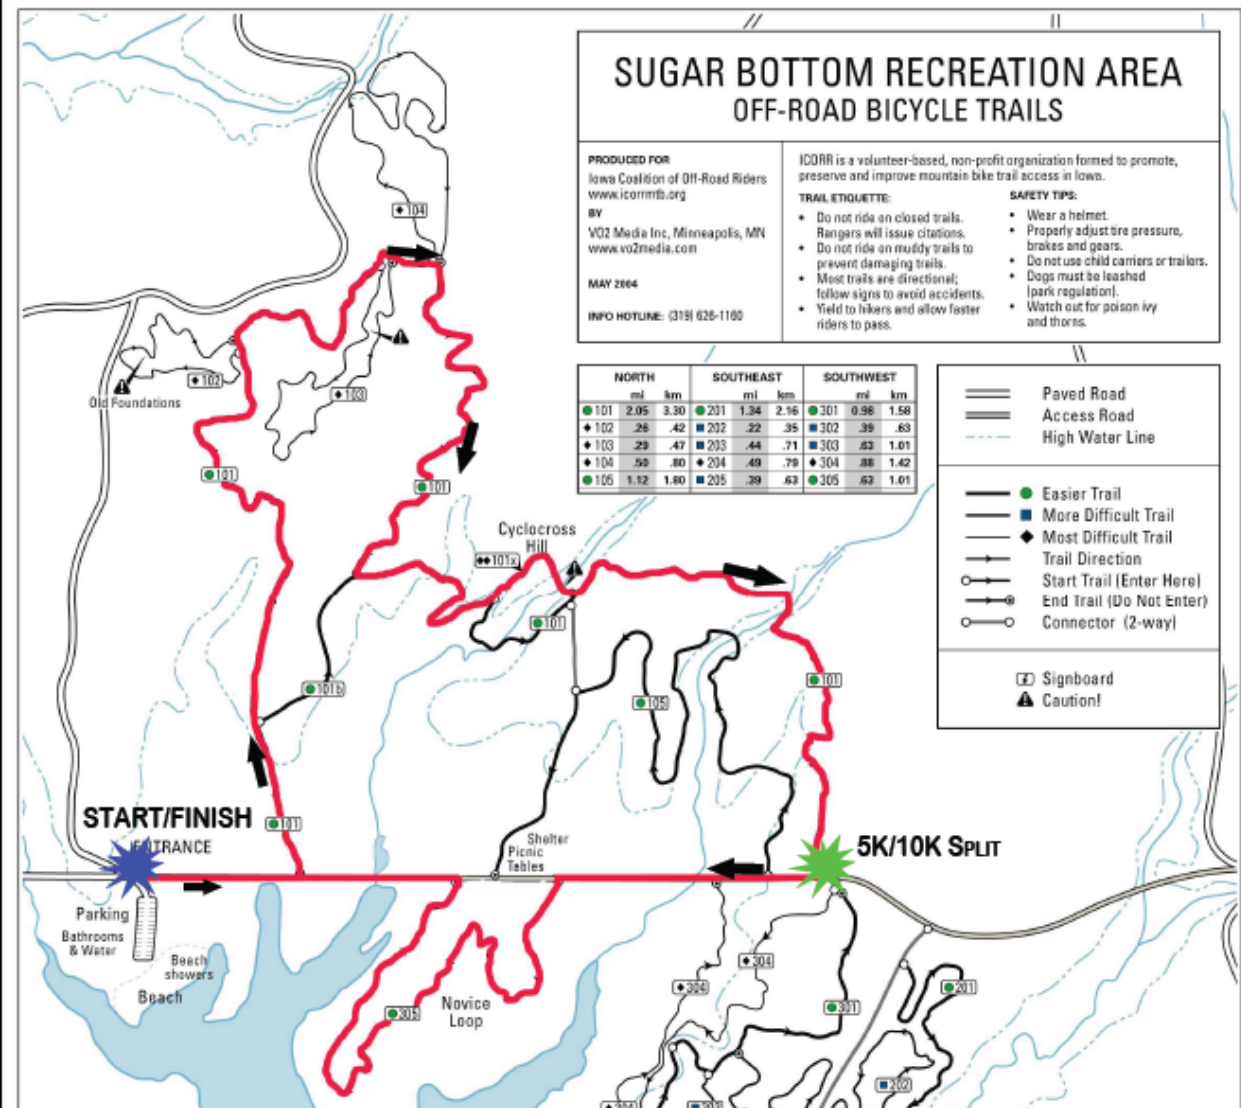 SUGAR BOTTOM RECREATION AREA
OFF-ROAD BICYCLE TRAILS
PRODUCED FOR
Iowa Coalition of Off-Road Riders
www.icorrmtb.org
BY
VO2 Media Inc, Minneapolis, MN
www.vo2media.com
MAY 2004
INFO HOTLINE: (319) 626-1160
ICORR is a volunteer-based, non-profit organization formed to promote,
preserve and improve mountain bike trail access in Iowa.
TRAIL ETIQUETTE:
• Do not ride on closed trails.
Rangers will issue citations.
• Do not ride on muddy trails to
prevent damaging trails.
• Most trails are directional;
follow signs to avoid accidents.
• Yield to hikers and allow faster
riders to pass.
SAFETY TIPS:
• Wear a helmet.
• Properly adjust tire pressure,
brakes and gears.
• Do not use child carriers or trailers.
• Dogs must be leashed
(park regulation).
• Watch out for poison ivy
and thorns.
NORTH SOUTHEAST SOUTHWEST
mi km mi km mi km
101 2.05 3.30 201 1.34 2.16 301 0.98 1.58
102 .26 .42 202 .22 .35 302 .39 .63
103 .29 .47 203 .44 .71 303 .63 1.01
104 .50 .80 204 .49 .79 304 .88 1.42
105 1.12 1.80 205 .39 .63 305 .63 1.01
Paved Road
Access Road
High Water Line
Easier Trail
More Difficult Trail
Most Difficult Trail
Trail Direction
Start Trail (Enter Here)
End Trail (Do Not Enter)
Connector (2-way)
Signboard
Caution!
104
102
Old Foundations
103
101
101
Cyclocross
Hill
101x
101
101b
105
101
START/FINISH
101
ENTRANCE
Shelter
Picnic
Tables
5K/10K SPLIT
Parking
Bathrooms
& Water
Beech
showers
Beach
305
Novice
Loop
304
304
301
201
202